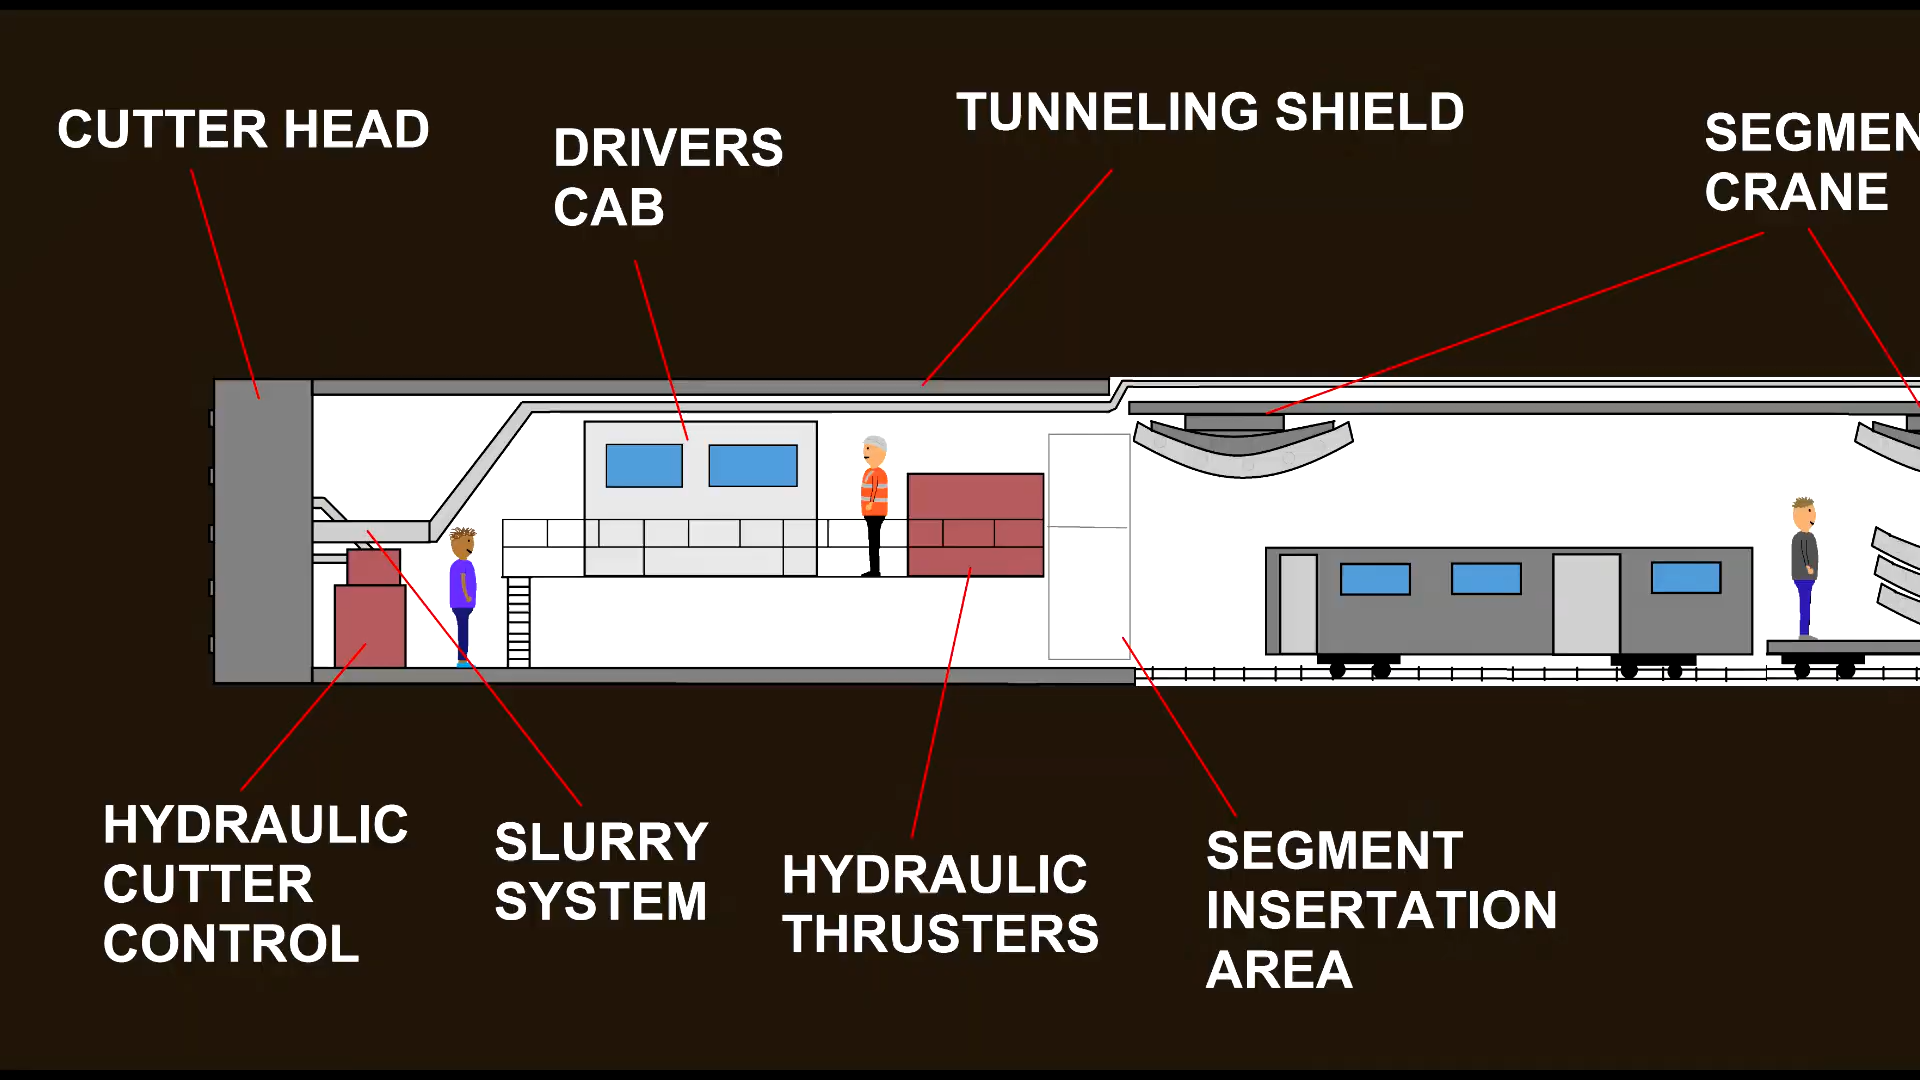 CUTTER HEAD
DRIVERS
CAB
TUNNELING SHIELD
SEGMEN
CRANE
HYDRAULIC
CUTTER
CONTROL
SLURRY
SYSTEM
HYDRAULIC
THRUSTERS
SEGMENT
INSERTATION
AREA